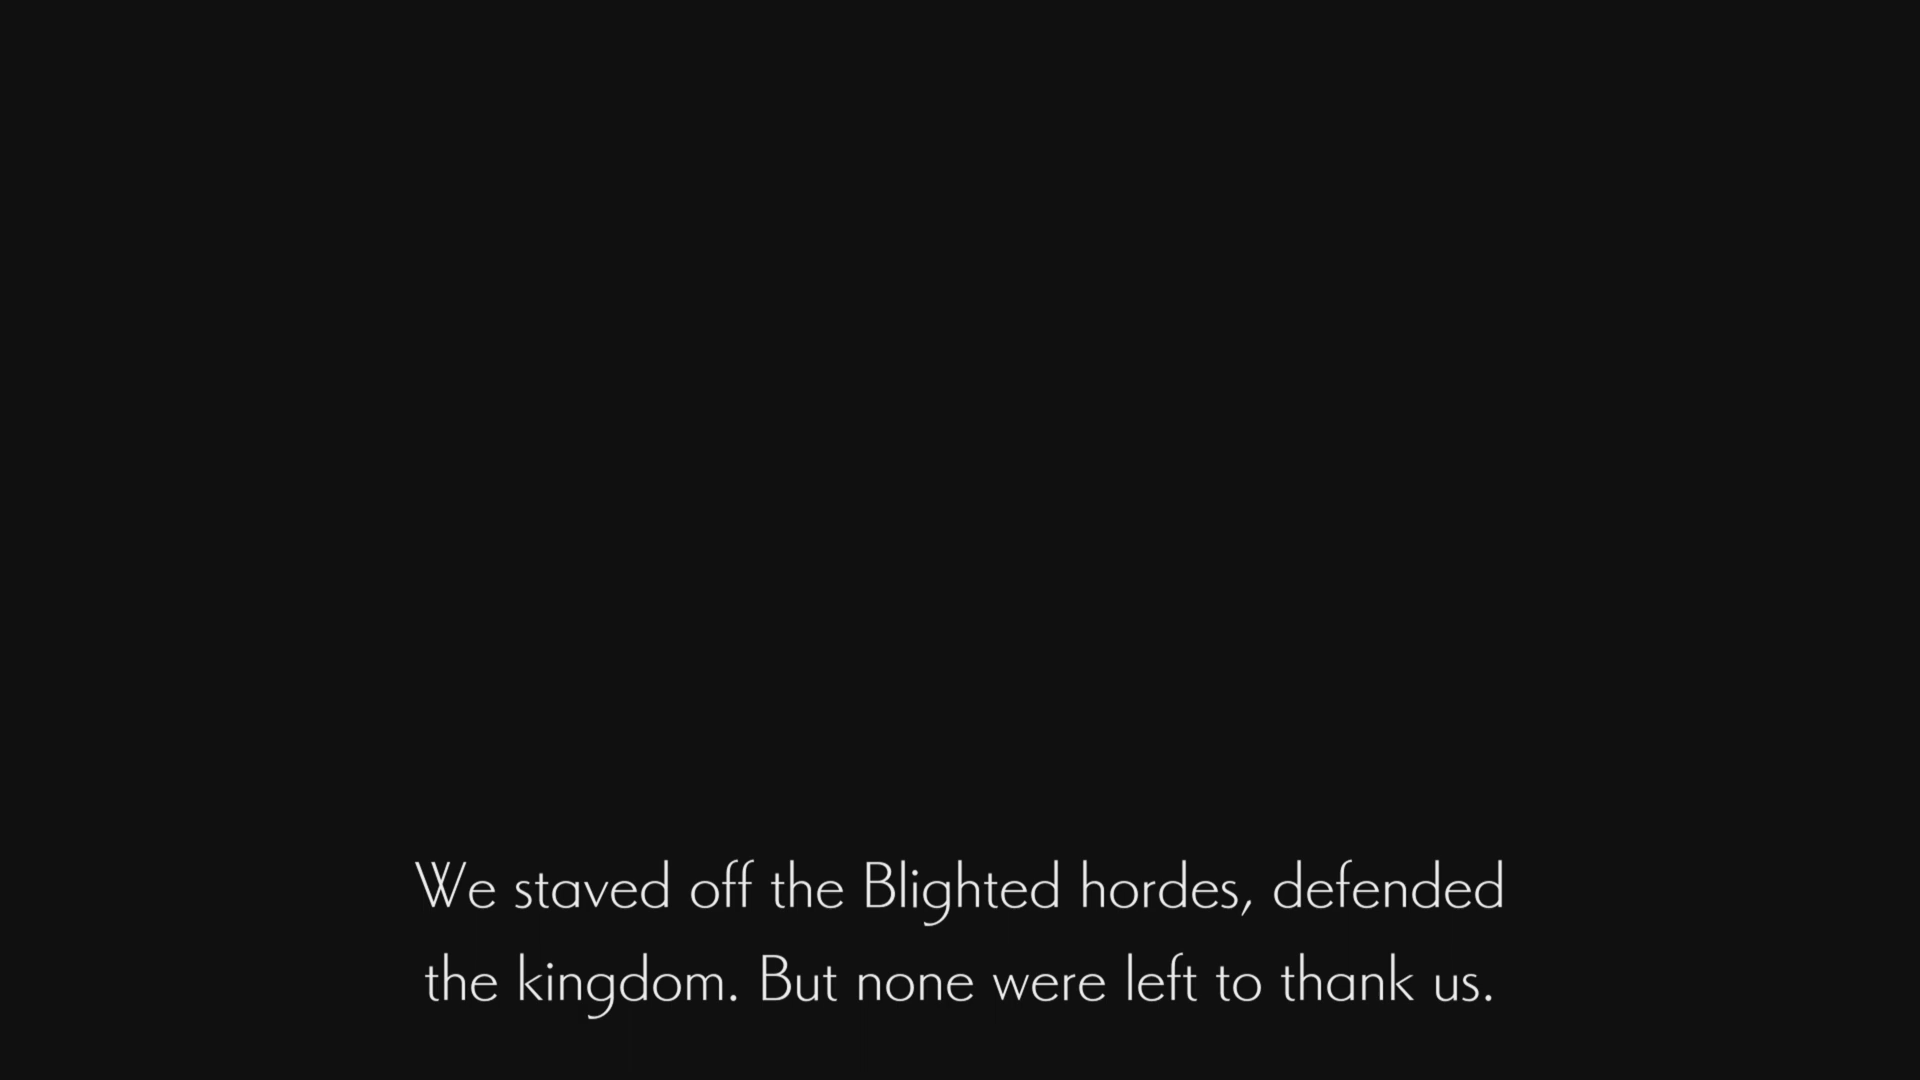 We staved off the Blighted hordes, defended
the kingdom. But none were left to thank us.